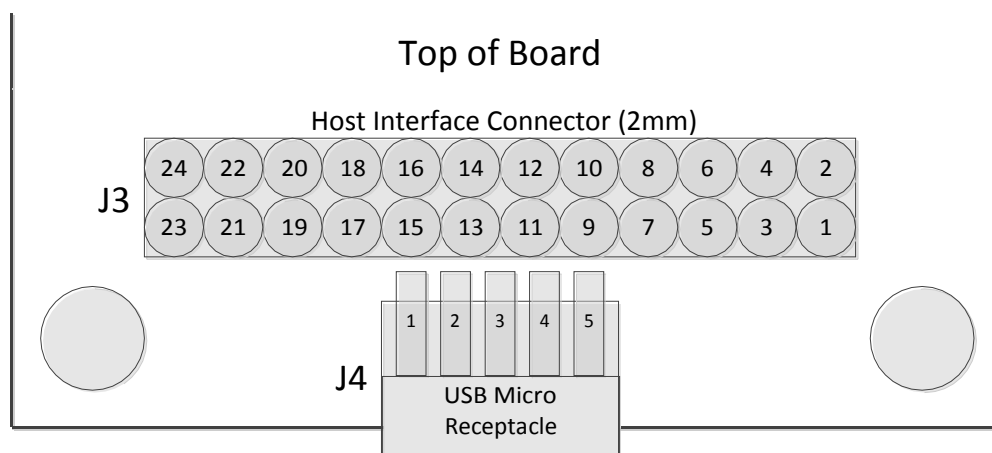 Top of Board
Host Interface Connector (2mm)
24 22 20 18 16 14 12 10 8 6 4 2
J3
23 21 19 17 15 13 11 9 7 5 3 1
1 2 3 4 5
J4
USB Micro
Receptacle